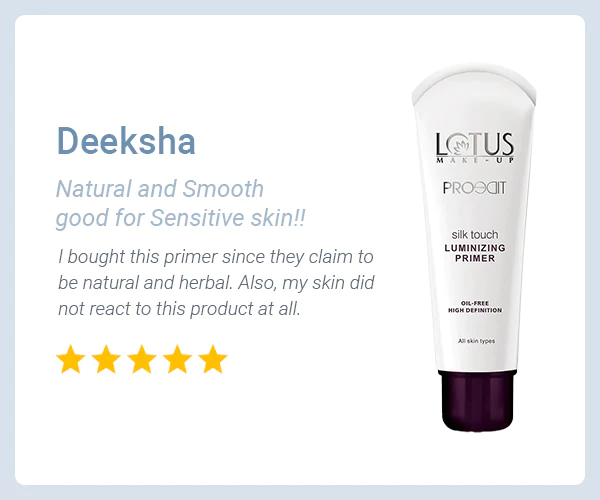 Deeksha
Natural and Smooth
good for Sensitive skin!!
I bought this primer since they claim to
be natural and herbal. Also, my skin did
not react to this product at all.
LOTUS
MAKE-UP
PROEDIT
silk touch
LUMINIZING
PRIMER
OIL-FREE
HIGH DEFINITION
All skin types